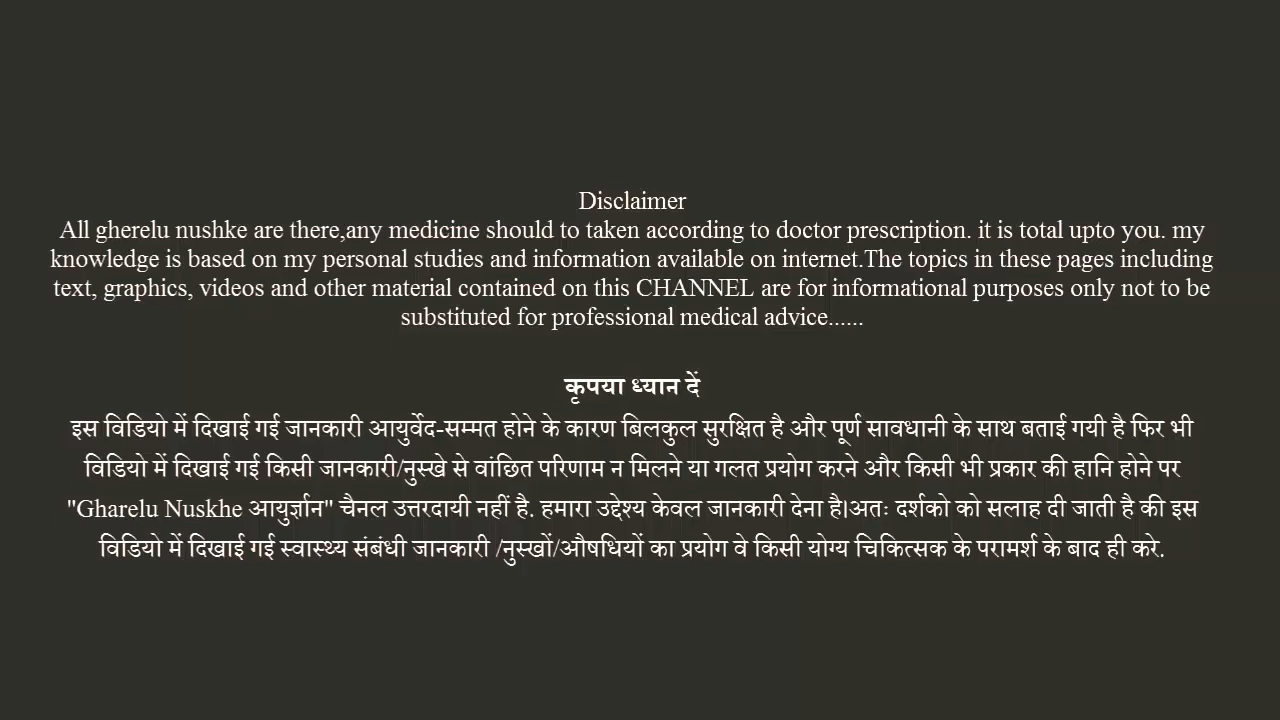 Disclaimer
All gherelu nushke are there,any medicine should to taken according to doctor prescription. it is total upto you. my
knowledge is based on my personal studies and information available on internet.The topics in these pages including
text, graphics, videos and other material contained on this CHANNEL are for informational purposes only not to be
substituted for professional medical advice......
कृपया ध्यान दें
इस विडियो में दिखाई गई जानकारी आयुर्वेद-सम्मत होने के कारण बिलकुल सुरक्षित है और पूर्ण सावधानी के साथ बताई गयी है फिर भी
विडियो में दिखाई गई किसी जानकारी/नुस्खे से वांछित परिणाम न मिलने या गलत प्रयोग करने और किसी भी प्रकार की हानि होने पर
"Gharelu Nuskhe आयुर्ज्ञान" चैनल उत्तरदायी नहीं है. हमारा उद्देश्य केवल जानकारी देना है।अतः दर्शको को सलाह दी जाती है की इस
विडियो में दिखाई गई स्वास्थ्य संबंधी जानकारी /नुस्खों/औषधियों का प्रयोग वे किसी योग्य चिकित्सक के परामर्श के बाद ही करे.